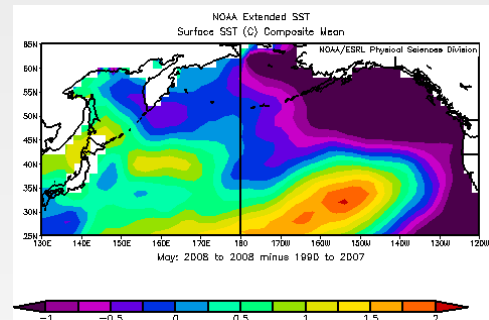 NOAA Extended SST
Surface SST (C) Composite Mean
NOAA/ESRL Physical Sciences Division
65N
60N
55N
50N
45N
40N
35N
30N
25N
130E 140E 150E 160E 170E 180 170W 160W 150W 140W 130W 120W
May: 2008 to 2008 minus 1990 to 2007
-1 -0.5 0 0.5 1 1.5 2